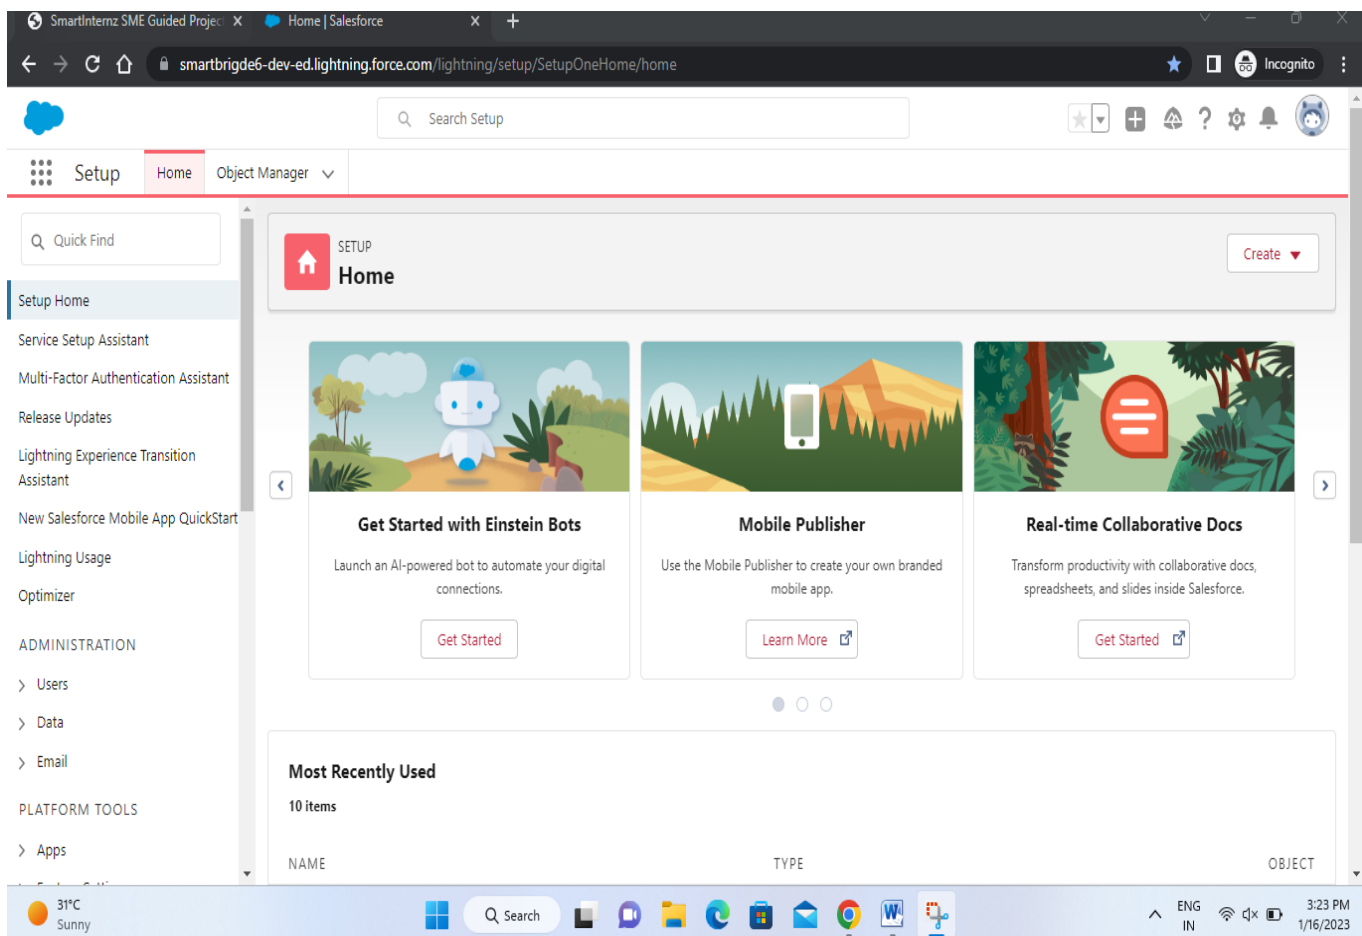 SmartInternz SME Guided Project
Home | Salesforce
smartbrigde6-dev-ed.lightning.force.com/lightning/setup/SetupOneHome/home
Incognito
Search Setup
Setup
Home
Object Manager
Quick Find
Setup Home
Service Setup Assistant
Multi-Factor Authentication Assistant
Release Updates
Lightning Experience Transition
Assistant
New Salesforce Mobile App QuickStart
Lightning Usage
Optimizer
ADMINISTRATION
Users
Data
Email
PLATFORM TOOLS
Apps
SETUP
Home
Create
Get Started with Einstein Bots
Launch an AI-powered bot to automate your digital
connections.
Get Started
Mobile Publisher
Use the Mobile Publisher to create your own branded
mobile app.
Learn More
Real-time Collaborative Docs
Transform productivity with collaborative docs,
spreadsheets, and slides inside Salesforce.
Get Started
Most Recently Used
10 items
NAME
TYPE
OBJECT
31°C
Sunny
Search
ENG
IN
3:23 PM
1/16/2023